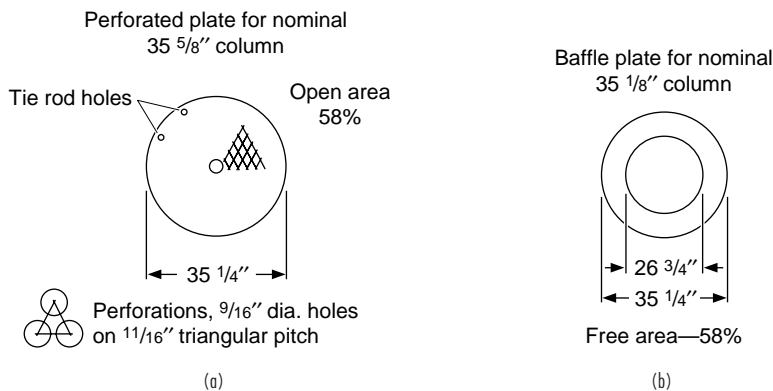 Perforated plate for nominal
35 5/8″ column
Tie rod holes
Open area
58%
35 1/4″
Perforations, 9/16″ dia. holes
on 11/16″ triangular pitch
(a)
Baffle plate for nominal
35 1/8″ column
26 3/4″
35 1/4″
Free area—58%
(b)